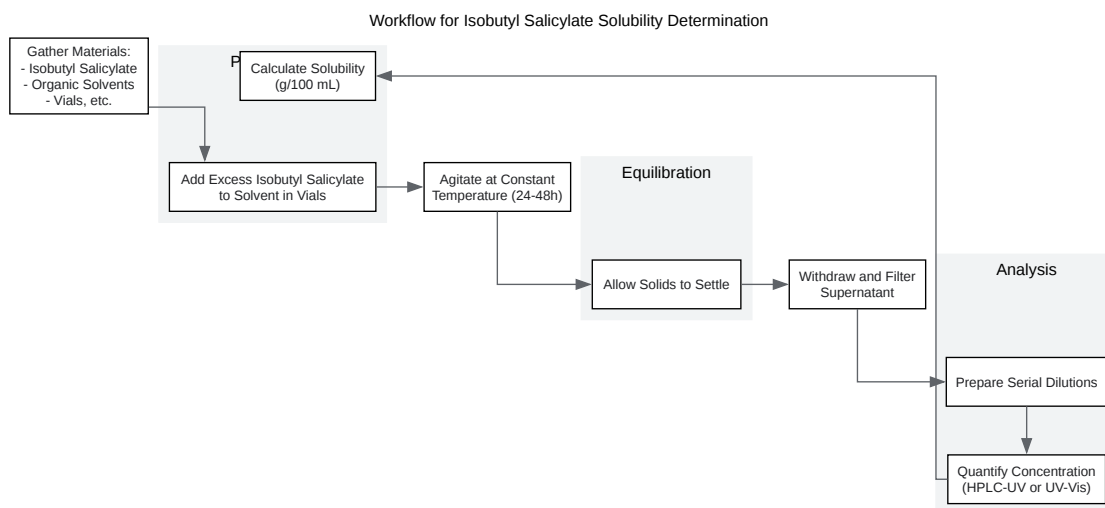 Workflow for Isobutyl Salicylate Solubility Determination
Gather Materials:
- Isobutyl Salicylate
- Organic Solvents
- Vials, etc.
Calculate Solubility
(g/100 mL)
Add Excess Isobutyl Salicylate
to Solvent in Vials
Agitate at Constant
Temperature (24-48h)
Equilibration
Allow Solids to Settle
Withdraw and Filter
Supernatant
Analysis
Prepare Serial Dilutions
Quantify Concentration
(HPLC-UV or UV-Vis)